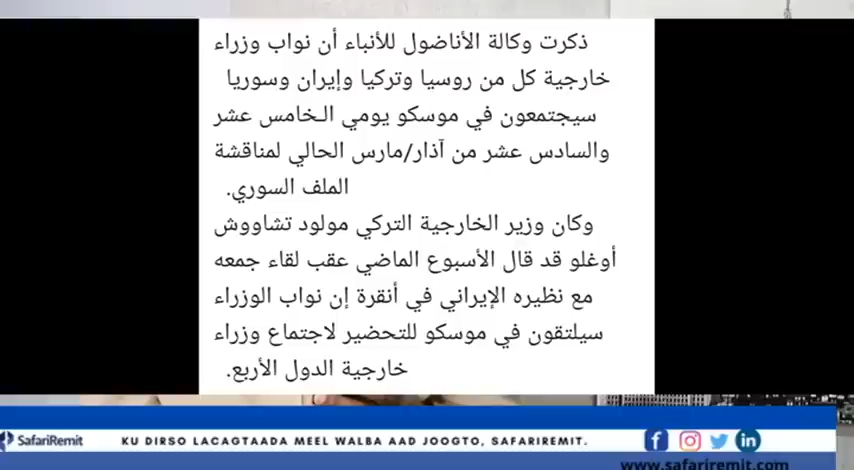 ذكرت وكالة الأناضول للأنباء أن نواب وزراء
خارجية كل من روسيا وتركيا وإيران وسوريا
سيجتمعون في موسكو يومي الخامس عشر
والسادس عشر من آذار/مارس الحالي لمناقشة
الملف السوري.
وكان وزير الخارجية التركي مولود تشاووش
أوغلو قد قال الأسبوع الماضي عقب لقاء جمعه
مع نظيره الإيراني في أنقرة إن نواب الوزراء
سيلتقون في موسكو للتحضير لاجتماع وزراء
خارجية الدول الأربع.
SafariRemit
KU DIRSO LACAGTAADA MEEL WALBA AAD JOOGTO, SAFARIREMIT.
www.safariremit.com